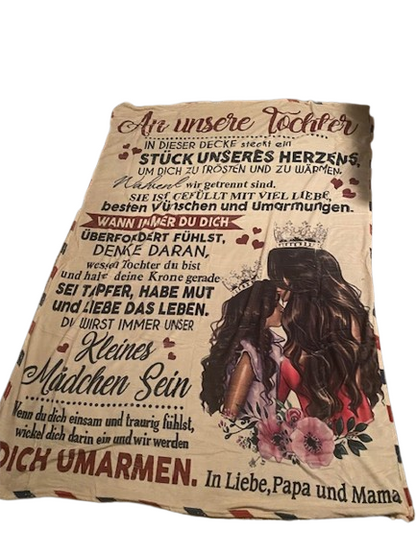 An unsere Tochter
IN DIESER DECKE steckt ein
STÜCK UNSERES HERZENS,
UM DICH ZU TRÖSTEN UND ZU WÄRMEN,
Während wir getrennt sind.
SIE IST GEFÜLLT MIT VIEL LIEBE,
besten Wünschen und Umarmungen.
WANN IMMER DU DICH
ÜBERFORDERT FÜHLST,
DENKE DARAN,
wessen Tochter du bist
und halte deine Krone gerade
SEI TAPFER, HABE MUT
und LIEBE DAS LEBEN.
DU WIRST IMMER UNSER
Kleines
Mädchen Sein
Wenn du dich einsam und traurig fühlst,
wickel dich darin ein und wir werden
DICH UMARMEN.
In Liebe, Papa und Mama